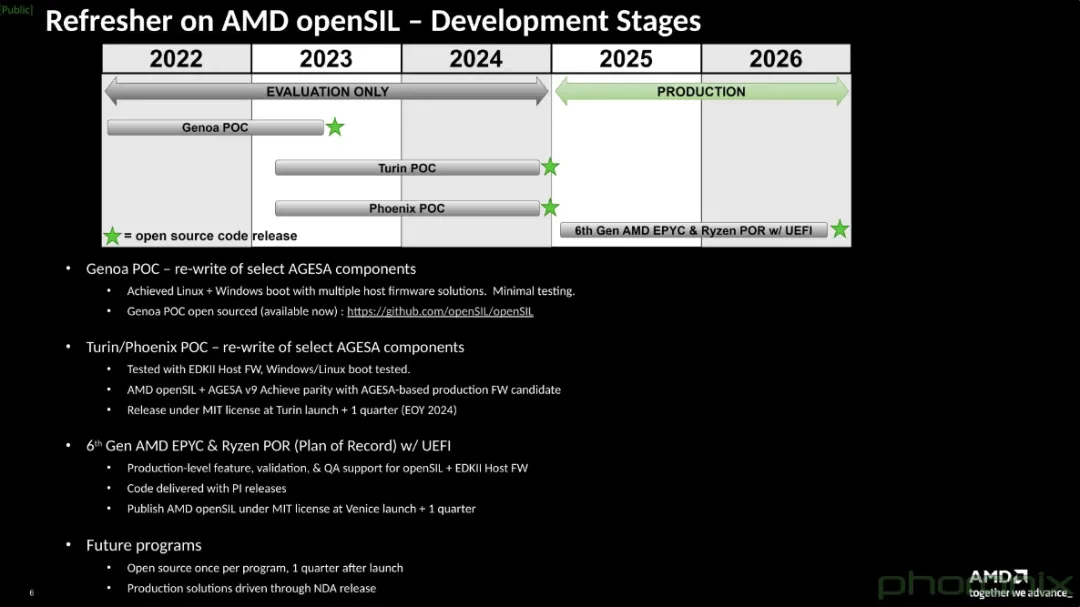 [Public]
Refresher on AMD openSIL – Development Stages
2022 2023 2024 2025 2026
EVALUATION ONLY PRODUCTION
Genoa POC
Turin POC
Phoenix POC
6th Gen AMD EPYC & Ryzen POR w/ UEFI
= open source code release
• Genoa POC – re-write of select AGESA components
• Achieved Linux + Windows boot with multiple host firmware solutions. Minimal testing.
• Genoa POC open sourced (available now) : https://github.com/openSIL/openSIL
• Turin/Phoenix POC – re-write of select AGESA components
• Tested with EDKII Host FW, Windows/Linux boot tested.
• AMD openSIL + AGESA v9 Achieve parity with AGESA-based production FW candidate
• Release under MIT license at Turin launch + 1 quarter (EOY 2024)
• 6th Gen AMD EPYC & Ryzen POR (Plan of Record) w/ UEFI
• Production-level feature, validation, & QA support for openSIL + EDKII Host FW
• Code delivered with PI releases
• Publish AMD openSIL under MIT license at Venice launch + 1 quarter
• Future programs
• Open source once per program, 1 quarter after launch
• Production solutions driven through NDA release
6
AMD
together we advance_
phoronix